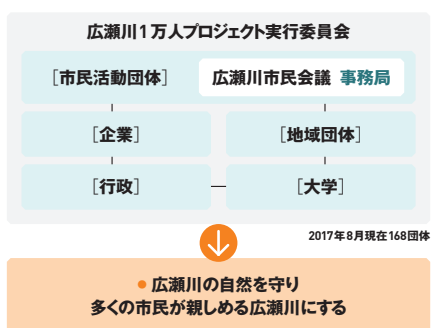 広瀬川1万人プロジェクト実行委員会
［市民活動団体］ 広瀬川市民会議 事務局
［企業］ ［地域団体］
［行政］ ［大学］
2017年8月現在168団体
● 広瀬川の自然を守り
多くの市民が親しめる広瀬川にする